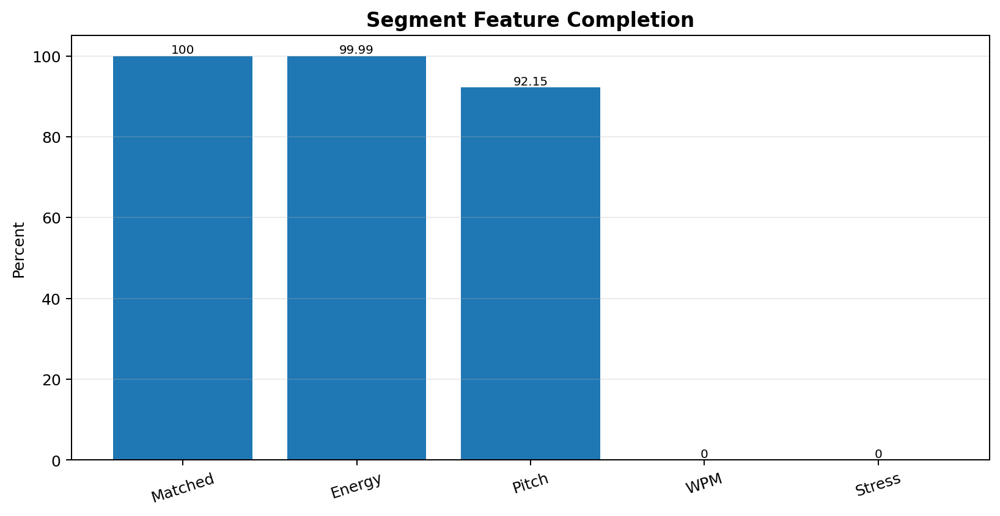 Segment Feature Completion
Percent
100
80
60
40
20
0
100
99.99
92.15
0
0
Matched
Energy
Pitch
WPM
Stress